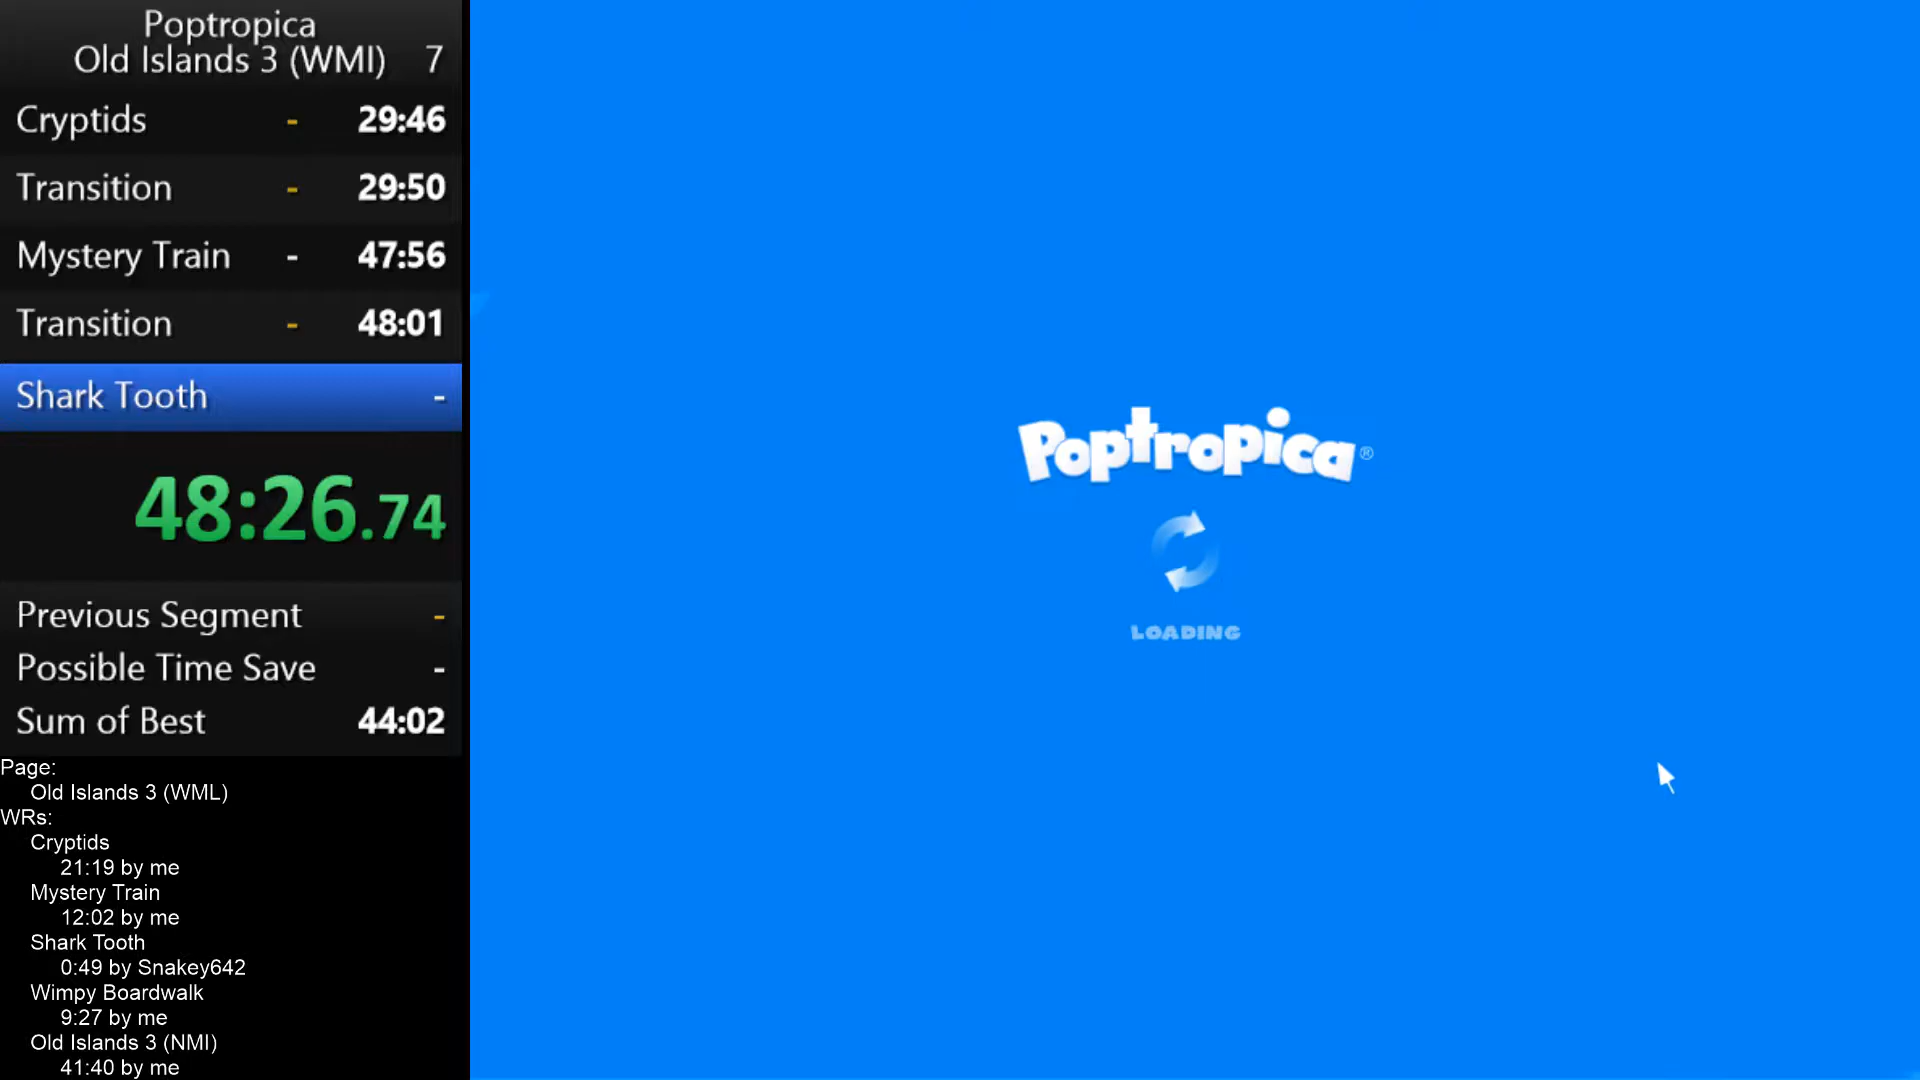 Poptropica
Old Islands 3 (WMI) 7
Cryptids - 29:46
Transition - 29:50
Mystery Train - 47:56
Transition - 48:01
Shark Tooth -
48:26.74
Previous Segment -
Possible Time Save -
Sum of Best 44:02
Page:
Old Islands 3 (WML)
WRs:
Cryptids
21:19 by me
Mystery Train
12:02 by me
Shark Tooth
0:49 by Snakey642
Wimpy Boardwalk
9:27 by me
Old Islands 3 (NMI)
41:40 by me
Poptropica®
LOADING